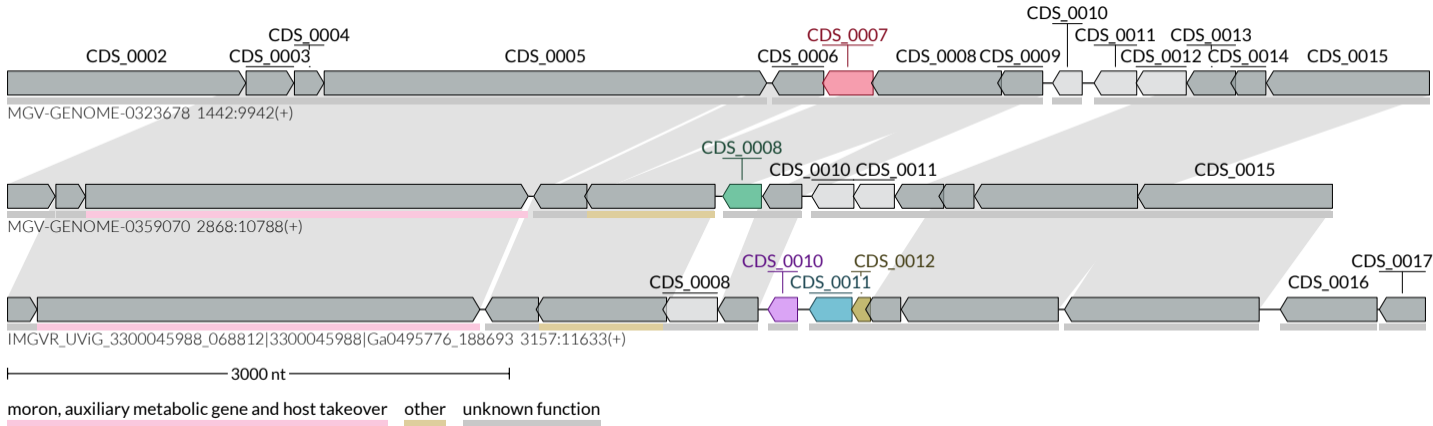 CDS_0010
CDS_0004 CDS_0007 CDS_0011 CDS_0013
CDS_0002 CDS_0003 CDS_0005 CDS_0006 CDS_0008 CDS_0009 CDS_0012 CDS_0014 CDS_0015
MGV-GENOME-0323678 1442:9942(+)
CDS_0008
CDS_0010 CDS_0011 CDS_0015
MGV-GENOME-0359070 2868:10788(+)
CDS_0010 CDS_0012 CDS_0017
CDS_0008 CDS_0011 CDS_0016
IMGVR_UViG_3300045988_068812|3300045988|Ga0495776_188693 3157:11633(+)
3000 nt
moron, auxiliary metabolic gene and host takeover other unknown function